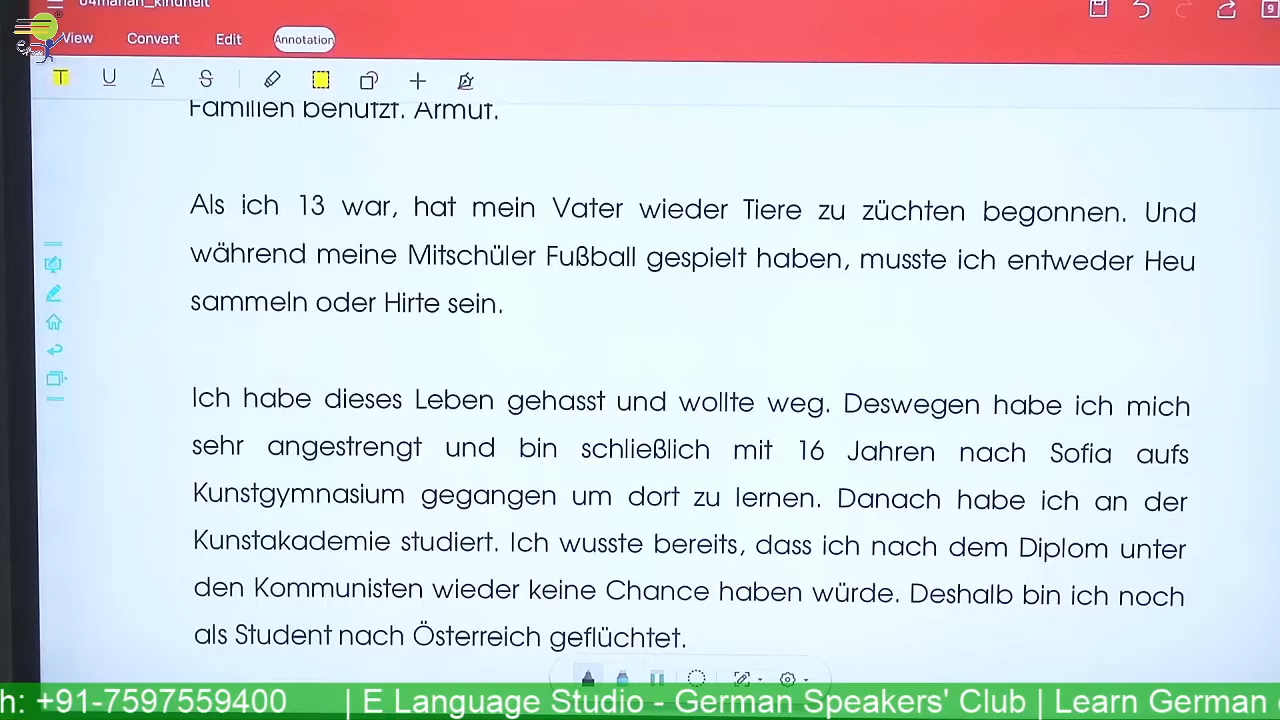 04marian_kindheit
View Convert Edit Annotation
9
T U A S
Familien benutzt. Armut.
Als ich 13 war, hat mein Vater wieder Tiere zu züchten begonnen. Und
während meine Mitschüler Fußball gespielt haben, musste ich entweder Heu
sammeln oder Hirte sein.
Ich habe dieses Leben gehasst und wollte weg. Deswegen habe ich mich
sehr angestrengt und bin schließlich mit 16 Jahren nach Sofia aufs
Kunstgymnasium gegangen um dort zu lernen. Danach habe ich an der
Kunstakademie studiert. Ich wusste bereits, dass ich nach dem Diplom unter
den Kommunisten wieder keine Chance haben würde. Deshalb bin ich noch
als Student nach Österreich geflüchtet.
h: +91-7597559400 | E Language Studio - German Speakers' Club | Learn German